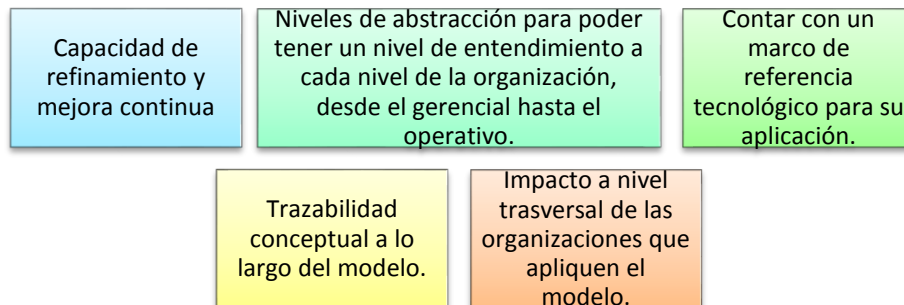 Capacidad de
refinamiento y
mejora continua
Niveles de abstracción para poder
tener un nivel de entendimiento a
cada nivel de la organización,
desde el gerencial hasta el
operativo.
Contar con un
marco de
referencia
tecnológico para su
aplicación.
Trazabilidad
conceptual a lo
largo del modelo.
Impacto a nivel
trasversal de las
organizaciones que
apliquen el
modelo.